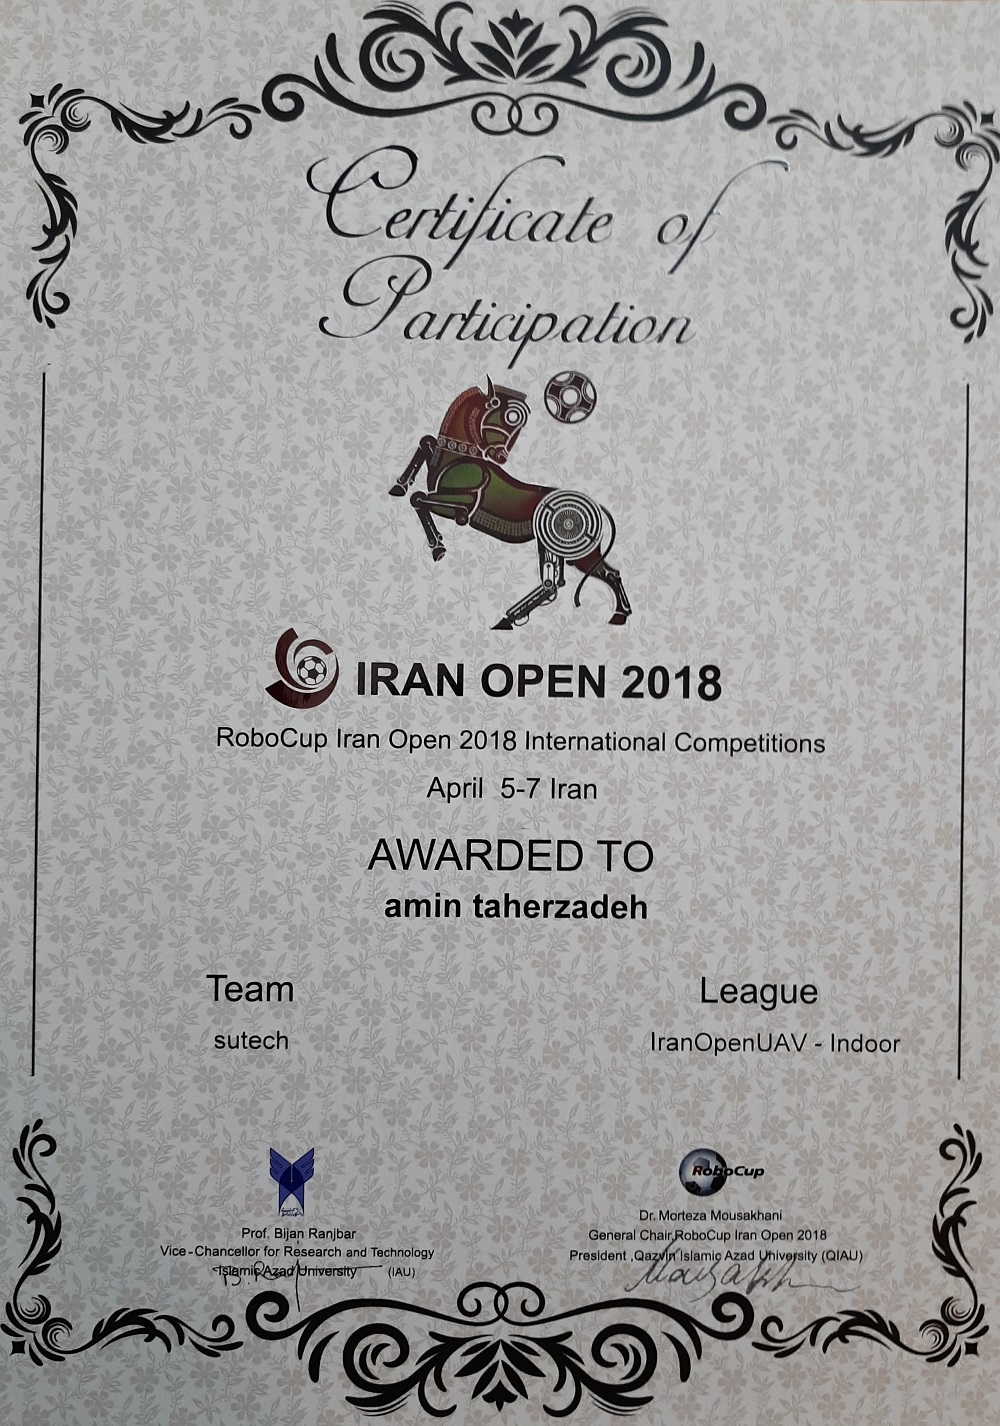 Certificate of
Participation
IRAN OPEN 2018
RoboCup Iran Open 2018 International Competitions
April 5-7 Iran
AWARDED TO
amin taherzadeh
Team
League
sutech
IranOpenUAV - Indoor
RoboCup
Prof. Bijan Ranjbar
Vice-Chancellor for Research and Technology
Islamic Azad University (IAU)
Dr. Morteza Mousakhani
General Chair,RoboCup Iran Open 2018
President ,Qazvin Islamic Azad University (QIAU)